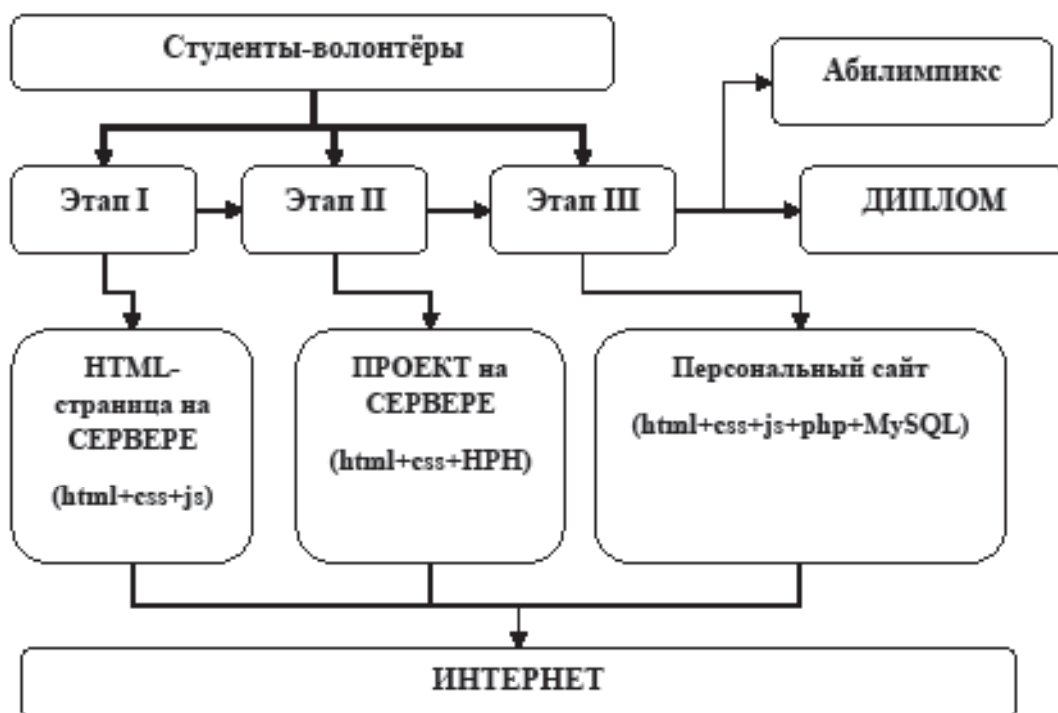 Студенты-волонтёры
Абилимпикс
Этап I
Этап II
Этап III
ДИПЛОМ
HTML-
страница на
СЕРВЕРЕ
(html+css+js)
ПРОЕКТ на
СЕРВЕРЕ
(html+css+HPH)
Персональный сайт
(html+css+js+php+MySQL)
ИНТЕРНЕТ